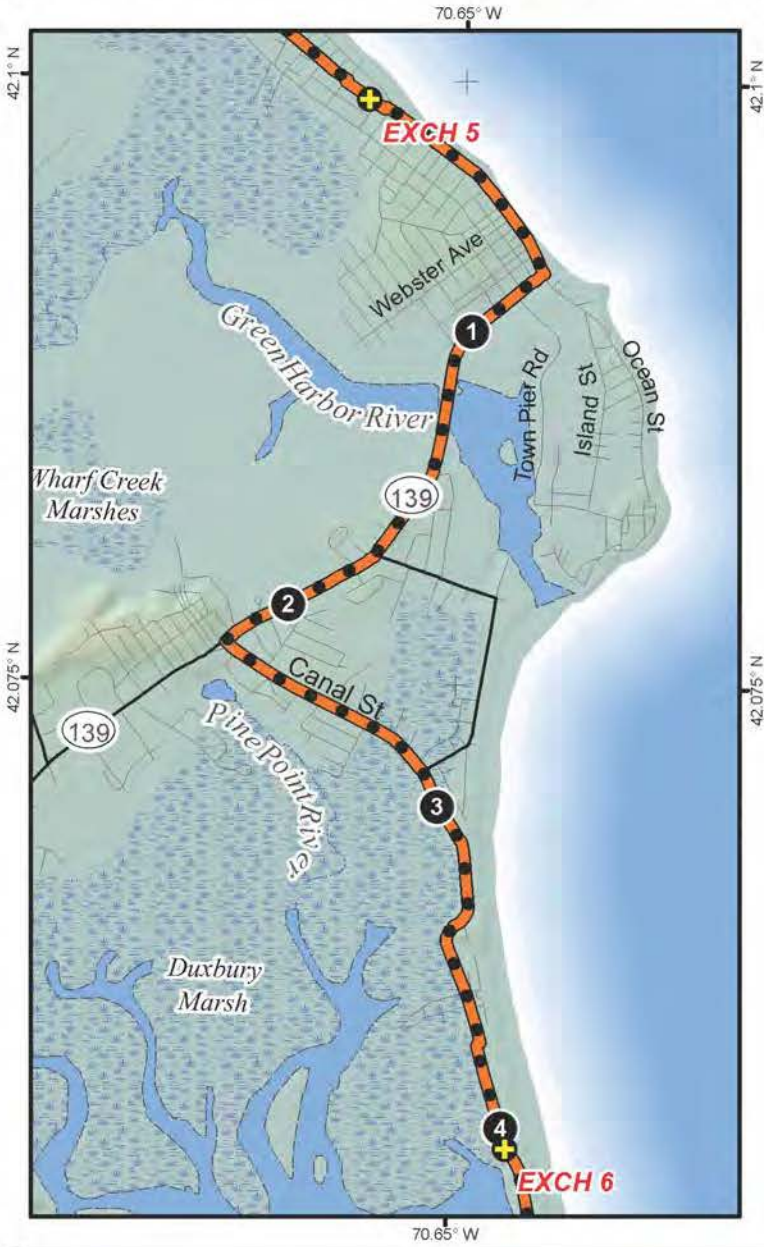 70.65° W
42.1° N
42.1° N
EXCH 5
Webster Ave
1
Green Harbor River
Town Pier Rd
Island St
Ocean St
Wharf Creek
Marshes
139
2
42.075° N
42.075° N
Canal St
139
Pine Point River
3
Duxbury
Marsh
4
EXCH 6
70.65° W